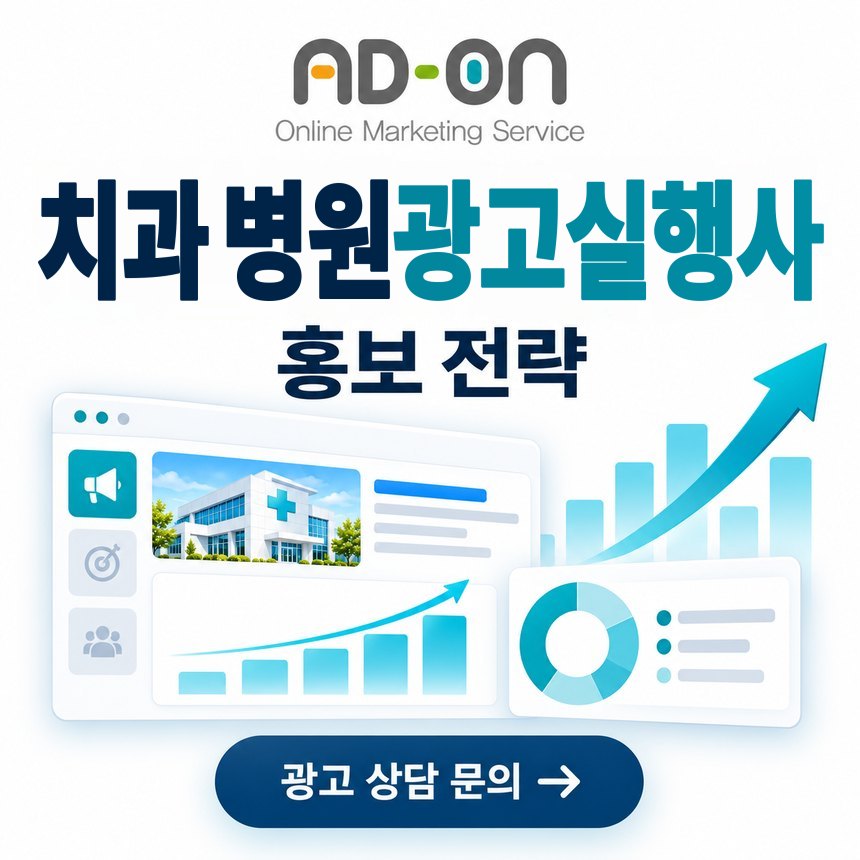 AD-ON
Online Marketing Service
치과 병원광고실행사
홍보 전략
광고 상담 문의 →